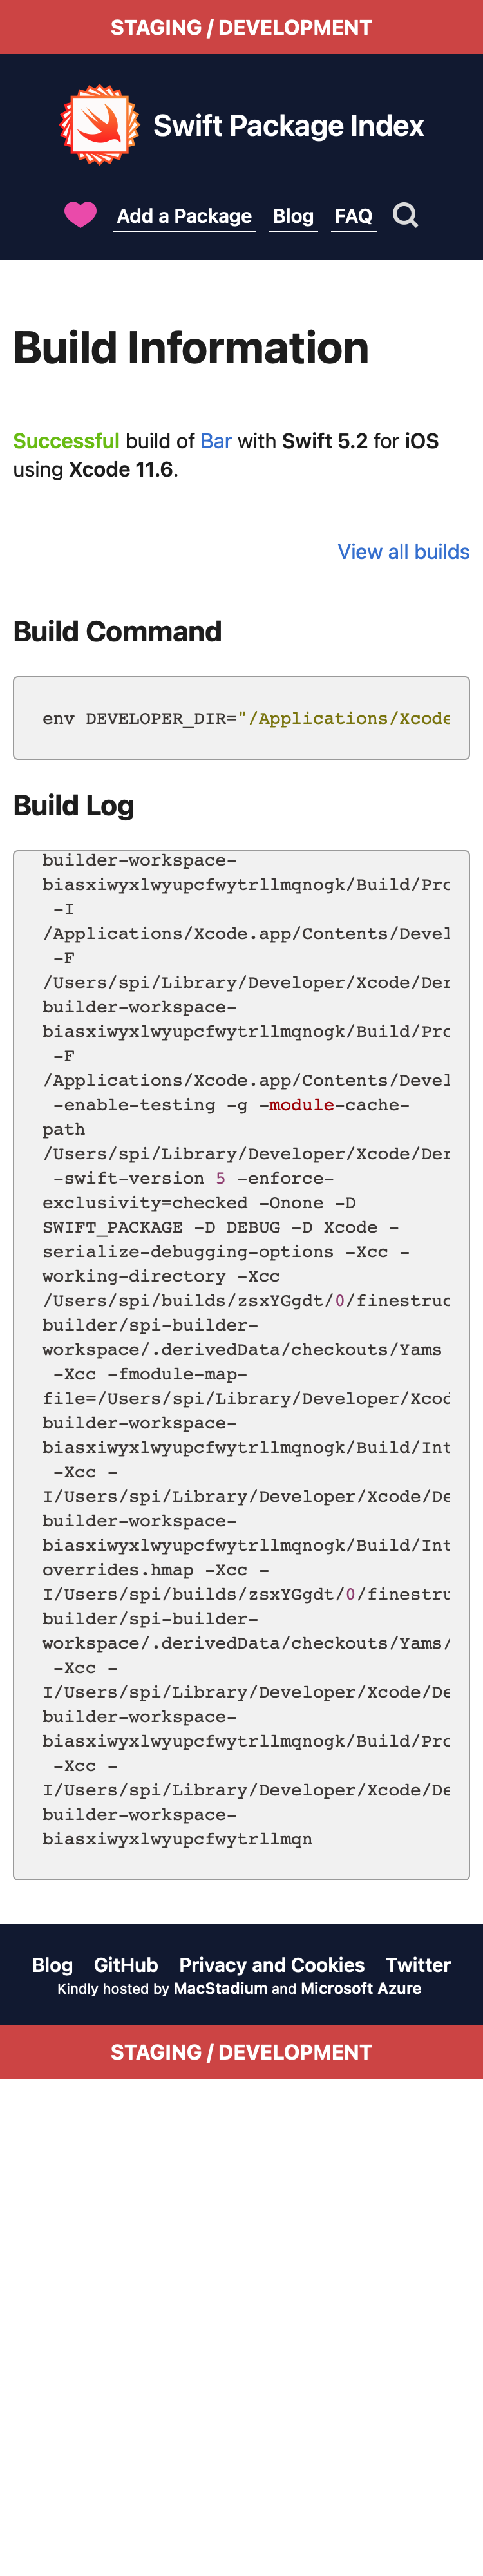 STAGING / DEVELOPMENT
Swift Package Index
Add a Package Blog FAQ
Build Information
Successful build of Bar with Swift 5.2 for iOS
using Xcode 11.6.
View all builds
Build Command
env DEVELOPER_DIR="/Applications/Xcode
Build Log
builder-workspace-
biasxiwyxlwyupcfwytrllmqnogk/Build/Pro
-I
/Applications/Xcode.app/Contents/Devel
-F
/Users/spi/Library/Developer/Xcode/Der
builder-workspace-
biasxiwyxlwyupcfwytrllmqnogk/Build/Pro
-F
/Applications/Xcode.app/Contents/Devel
-enable-testing -g -module-cache-
path
/Users/spi/Library/Developer/Xcode/Der
-swift-version 5 -enforce-
exclusivity=checked -Onone -D
SWIFT_PACKAGE -D DEBUG -D Xcode -
serialize-debugging-options -Xcc -
working-directory -Xcc
/Users/spi/builds/zsxYGgdt/0/finestruc
builder/spi-builder-
workspace/.derivedData/checkouts/Yams
-Xcc -fmodule-map-
file=/Users/spi/Library/Developer/Xcod
builder-workspace-
biasxiwyxlwyupcfwytrllmqnogk/Build/Int
-Xcc -
I/Users/spi/Library/Developer/Xcode/De
builder-workspace-
biasxiwyxlwyupcfwytrllmqnogk/Build/Int
overrides.hmap -Xcc -
I/Users/spi/builds/zsxYGgdt/0/finestru
builder/spi-builder-
workspace/.derivedData/checkouts/Yams/
-Xcc -
I/Users/spi/Library/Developer/Xcode/De
builder-workspace-
biasxiwyxlwyupcfwytrllmqnogk/Build/Pro
-Xcc -
I/Users/spi/Library/Developer/Xcode/De
builder-workspace-
biasxiwyxlwyupcfwytrllmqn
Blog GitHub Privacy and Cookies Twitter
Kindly hosted by MacStadium and Microsoft Azure
STAGING / DEVELOPMENT